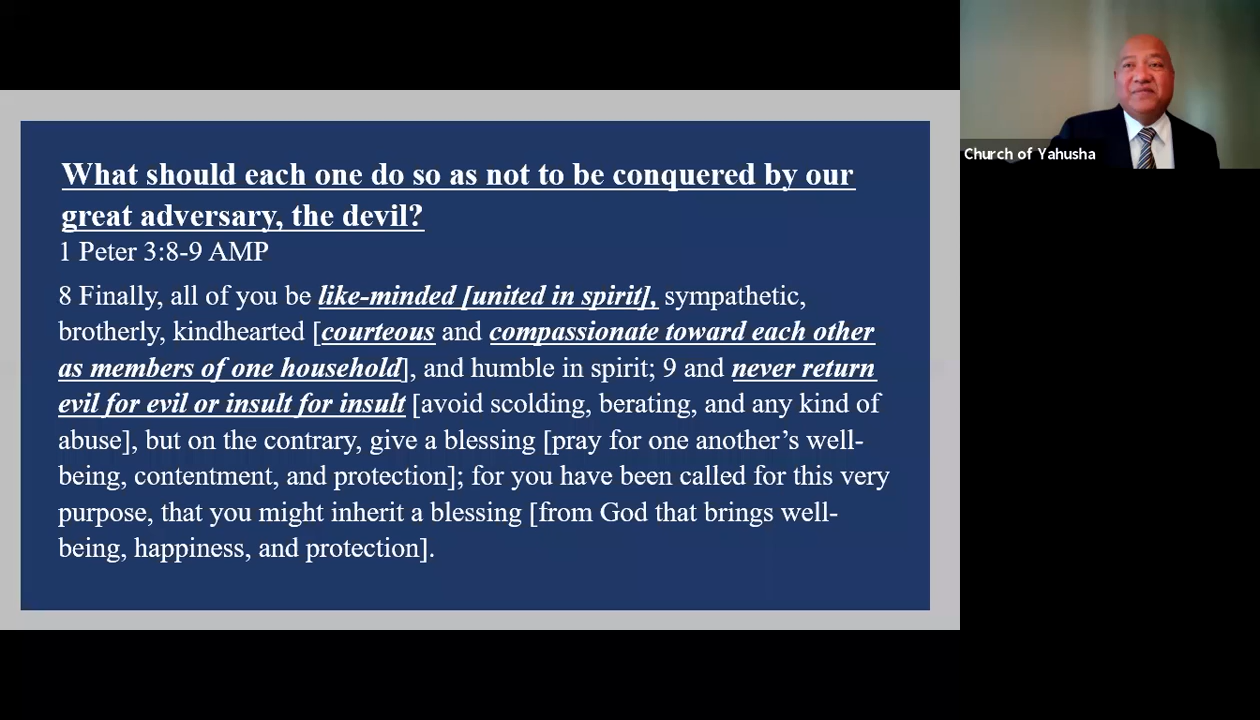 What should each one do so as not to be conquered by our
great adversary, the devil?
1 Peter 3:8-9 AMP
8 Finally, all of you be like-minded [united in spirit], sympathetic,
brotherly, kindhearted [courteous and compassionate toward each other
as members of one household], and humble in spirit; 9 and never return
evil for evil or insult for insult [avoid scolding, berating, and any kind of
abuse], but on the contrary, give a blessing [pray for one another’s well-
being, contentment, and protection]; for you have been called for this very
purpose, that you might inherit a blessing [from God that brings well-
being, happiness, and protection].
Church of Yahusha